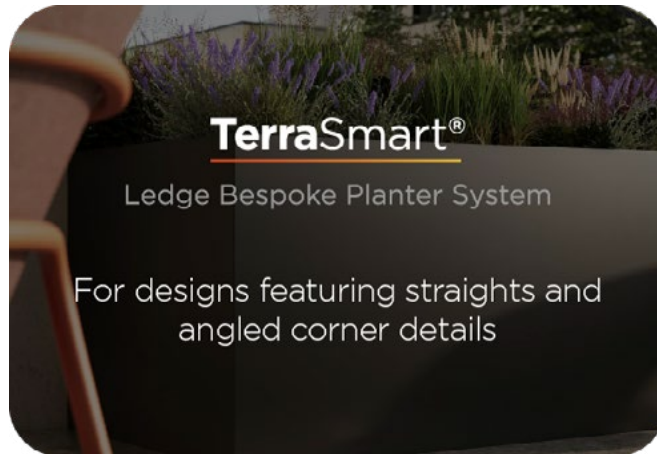 TerraSmart®
Ledge Bespoke Planter System
For designs featuring straights and
angled corner details